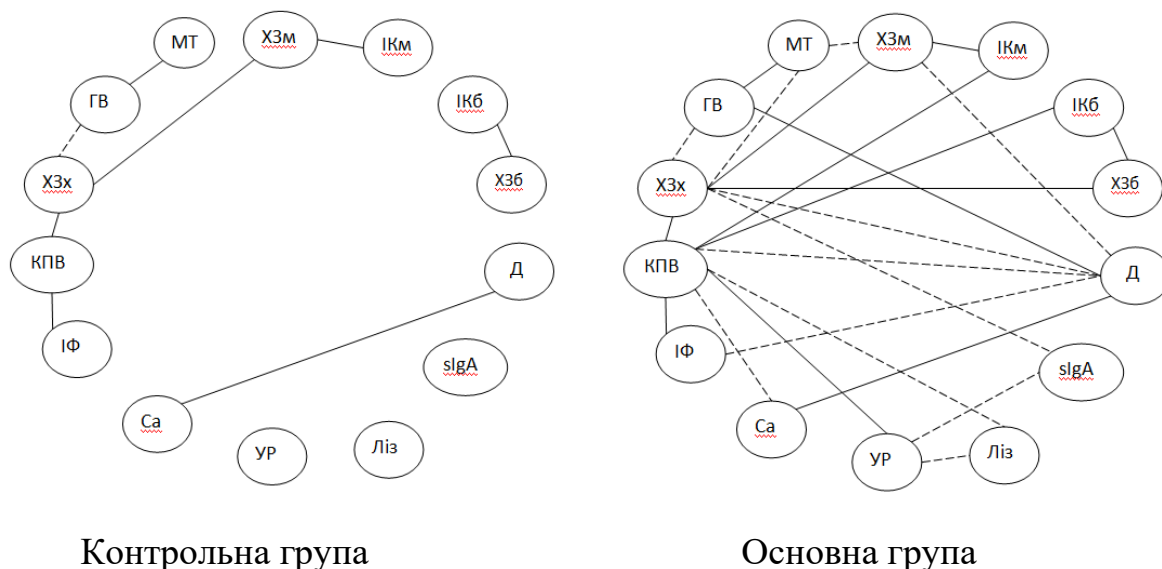 МТ
ХЗм
ІКм
ГВ
ІКб
ХЗх
ХЗб
КПВ
Д
ІФ
sIgA
Са
УР
Ліз
Контрольна група
МТ
ХЗм
ІКм
ГВ
ІКб
ХЗх
ХЗб
КПВ
Д
ІФ
sIgA
Са
УР
Ліз
Основна група